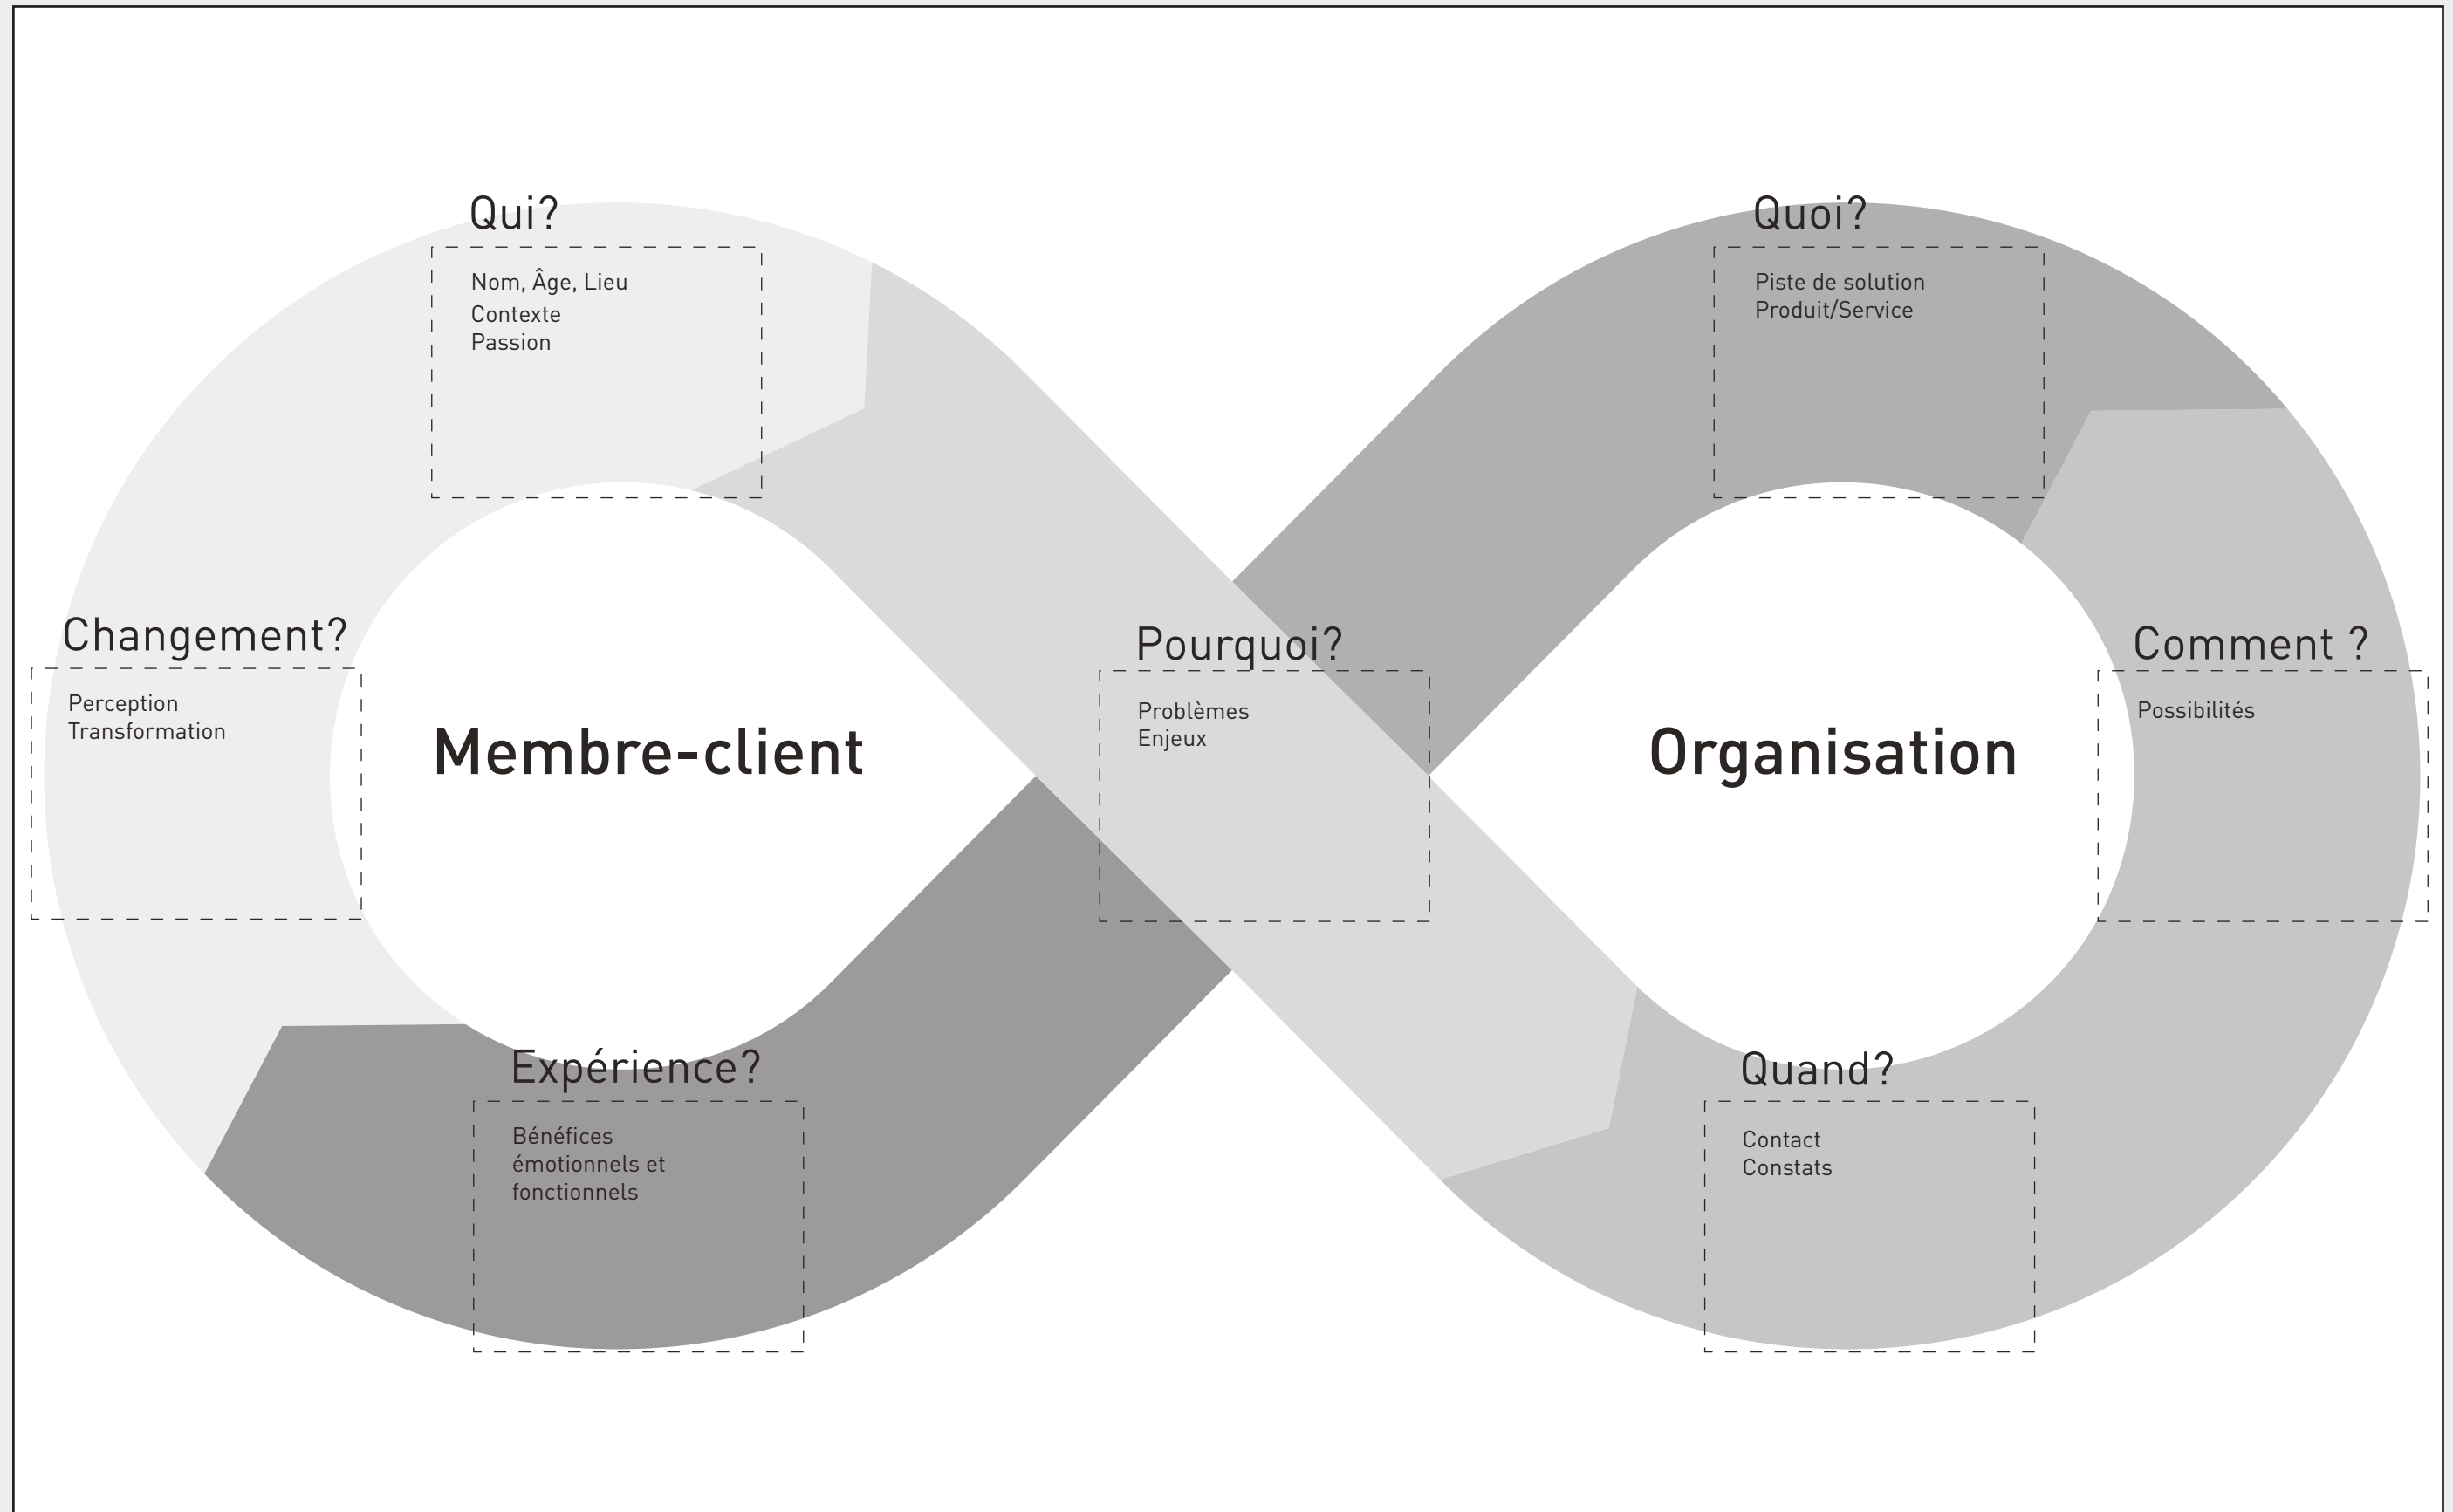 Qui?
Nom, Âge, Lieu
Contexte
Passion
Quoi?
Piste de solution
Produit/Service
Changement?
Perception
Transformation
Membre-client
Pourquoi?
Problèmes
Enjeux
Organisation
Comment ?
Possibilités
Expérience?
Bénéfices
émotionnels et
fonctionnels
Quand?
Contact
Constats